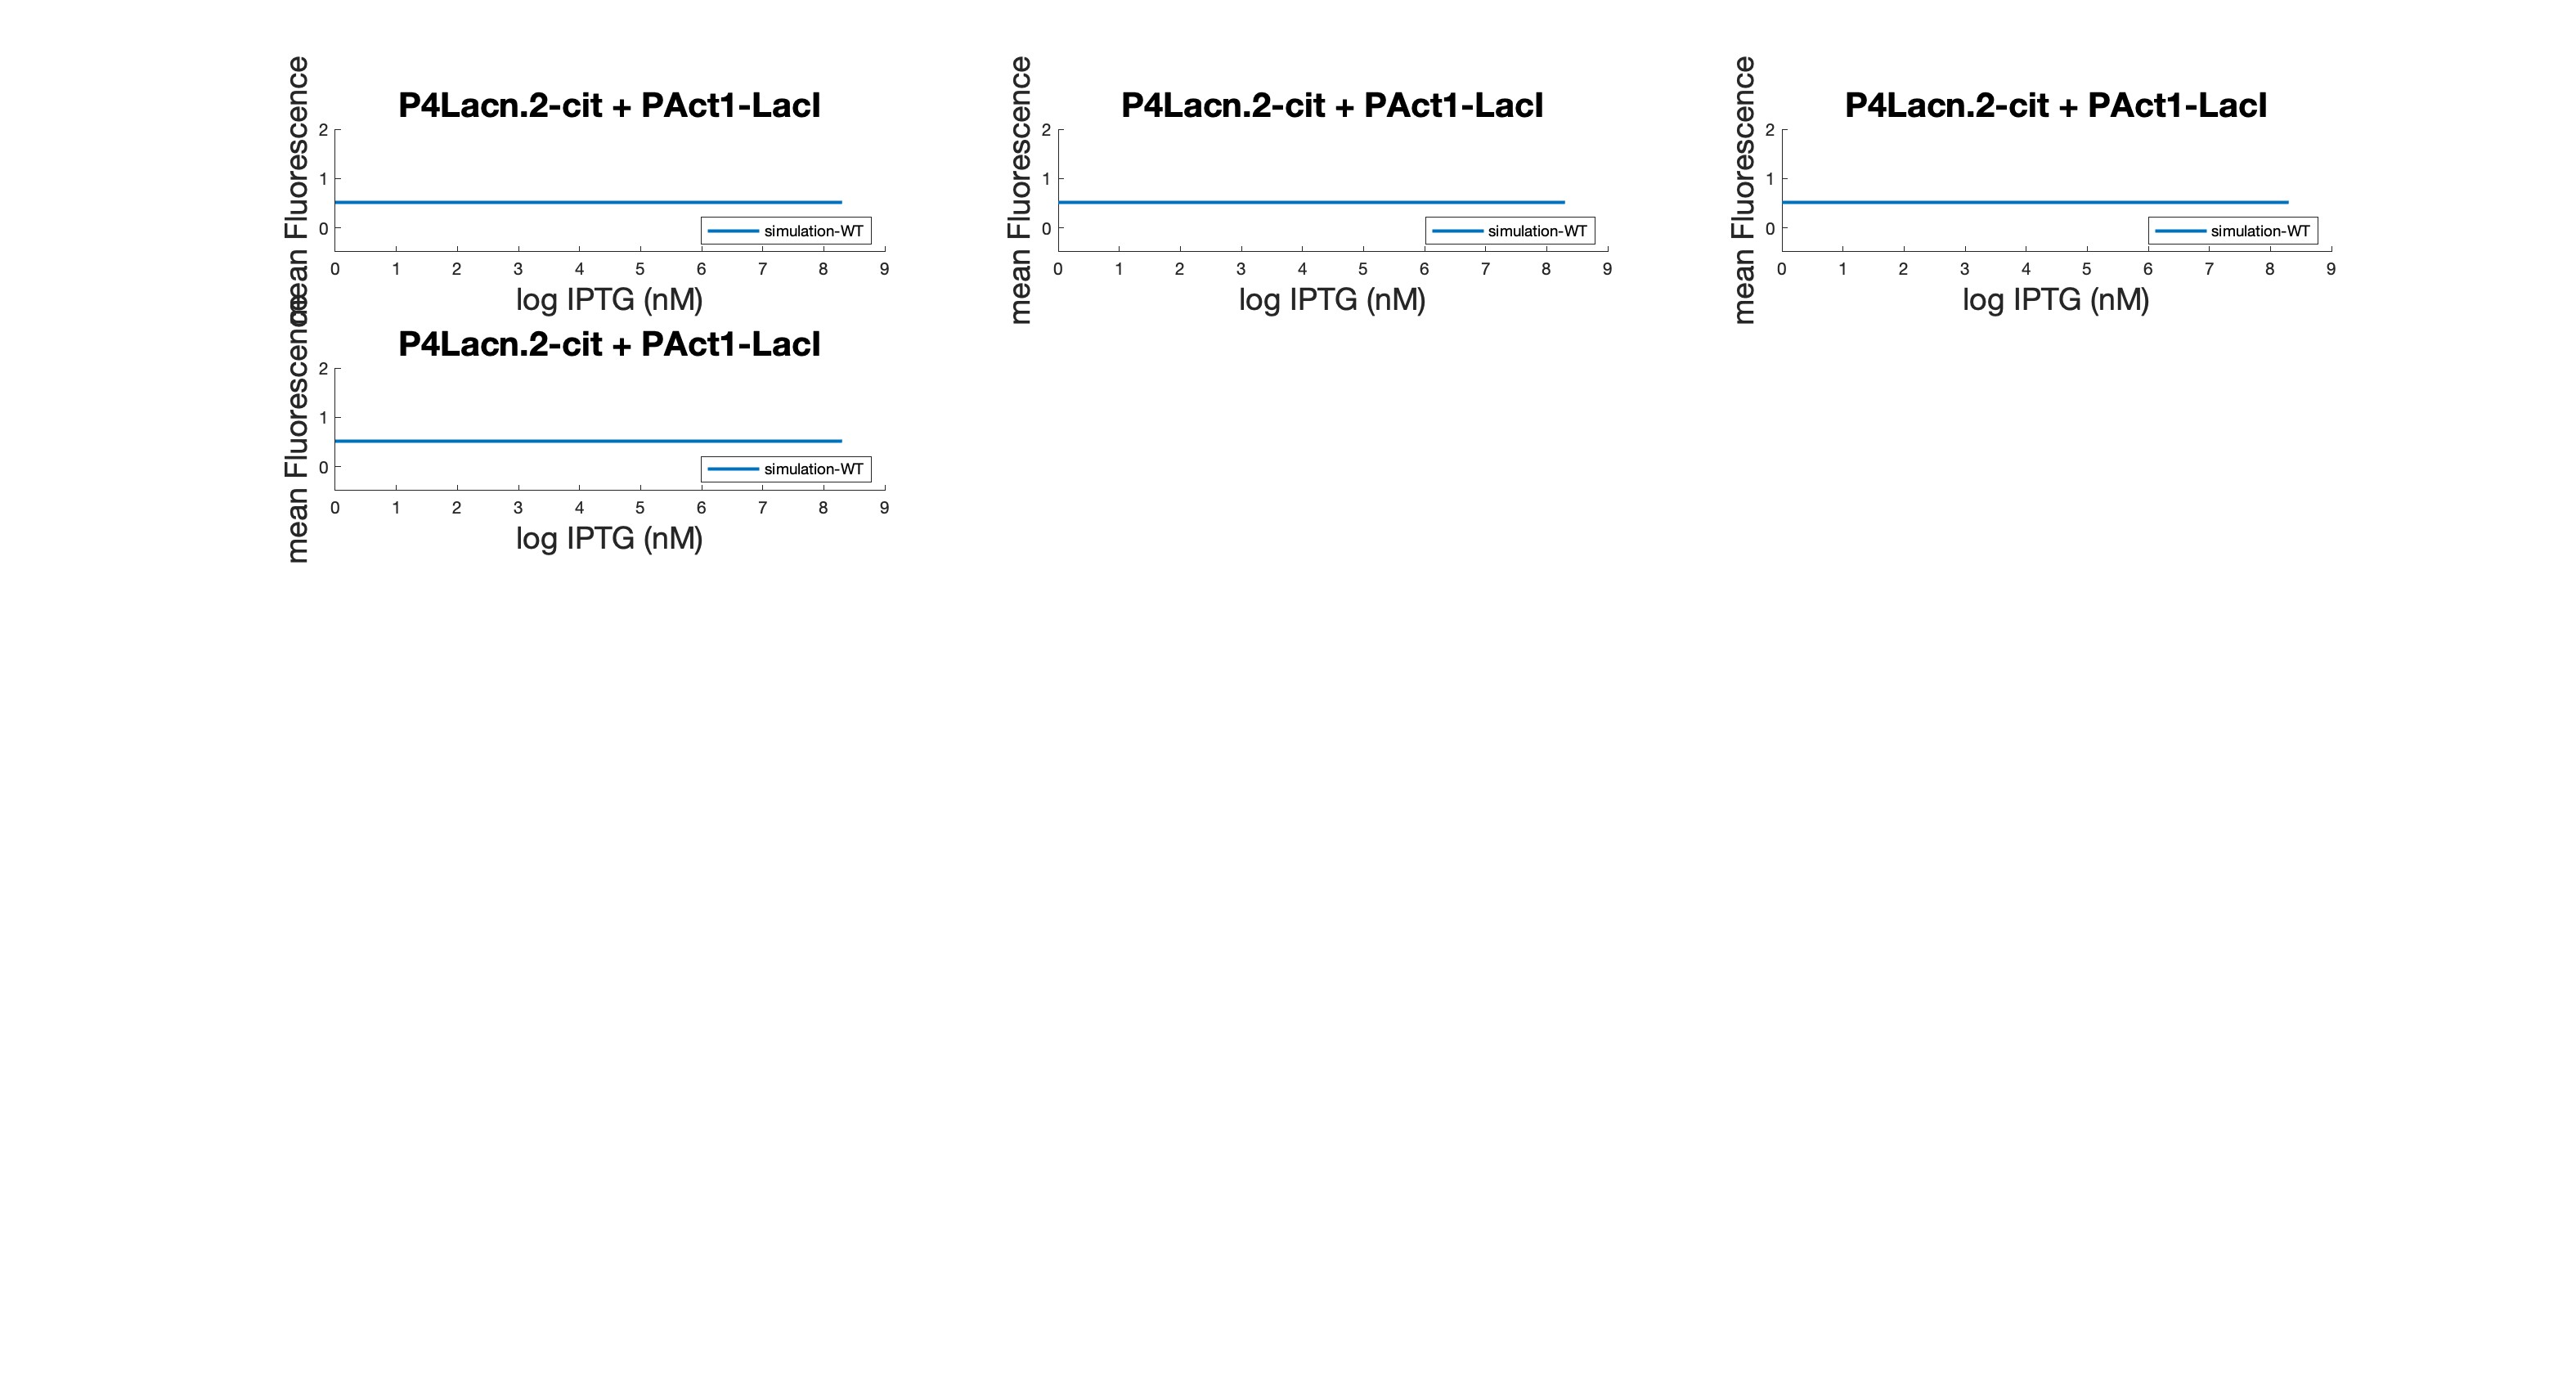 P4Lacn.2-cit + PAct1-LacI
mean Fluorescence
2
1
0
simulation-WT
0 1 2 3 4 5 6 7 8 9
log IPTG (nM)
P4Lacn.2-cit + PAct1-LacI
mean Fluorescence
2
1
0
simulation-WT
0 1 2 3 4 5 6 7 8 9
log IPTG (nM)
P4Lacn.2-cit + PAct1-LacI
mean Fluorescence
2
1
0
simulation-WT
0 1 2 3 4 5 6 7 8 9
log IPTG (nM)
P4Lacn.2-cit + PAct1-LacI
mean Fluorescence
2
1
0
simulation-WT
0 1 2 3 4 5 6 7 8 9
log IPTG (nM)